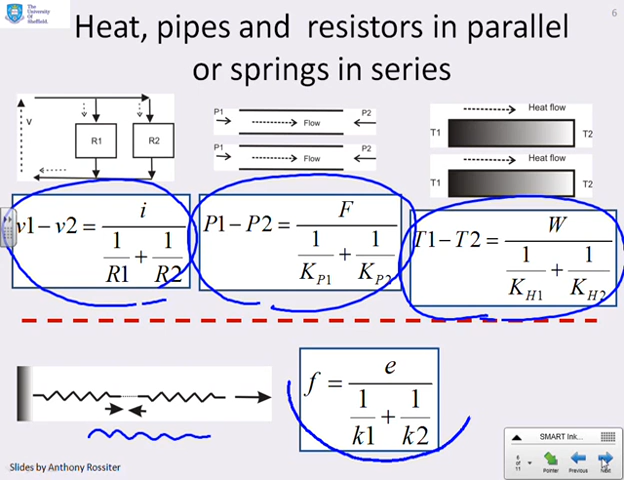 The
University
Of
Sheffield.
6
Heat, pipes and resistors in parallel
or springs in series
V
R1
R2
P1
P2
Flow
P1
P2
Flow
Heat flow
T1
T2
Heat flow
T1
T2
v1 − v2 = i / (1/R1 + 1/R2)
P1 − P2 = F / (1/K_P1 + 1/K_P2)
T1 − T2 = W / (1/K_H1 + 1/K_H2)
f = e / (1/k1 + 1/k2)
SMART Ink...
6
of
11
Pointer
Previous
Next
Slides by Anthony Rossiter